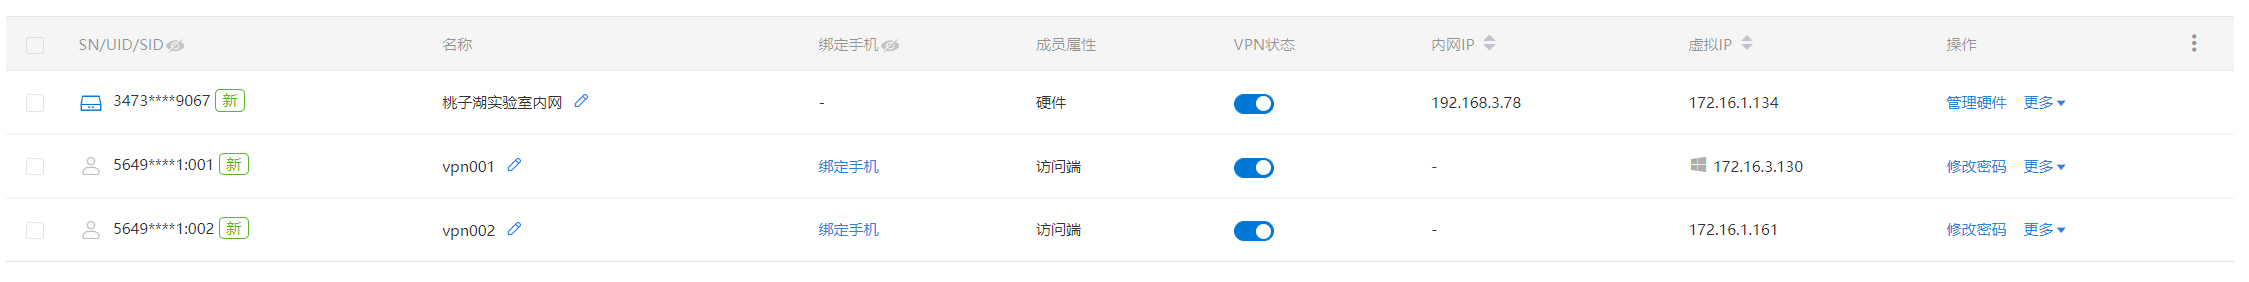 SN/UID/SID 名称 绑定手机 成员属性 VPN状态 内网IP 虚拟IP 操作
3473****9067 新 桃子湖实验室内网 - 硬件 192.168.3.78 172.16.1.134 管理硬件 更多
5649****1:001 新 vpn001 绑定手机 访问端 - 172.16.3.130 修改密码 更多
5649****1:002 新 vpn002 绑定手机 访问端 - 172.16.1.161 修改密码 更多